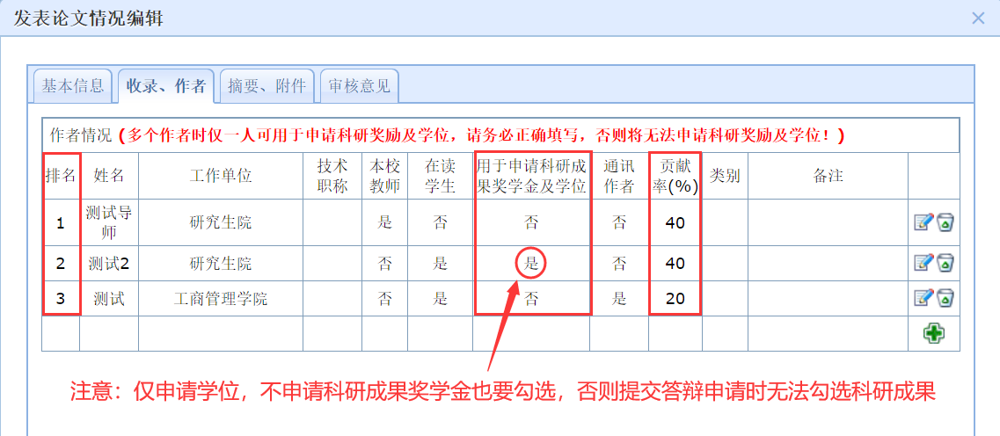 发表论文情况编辑
基本信息 收录、作者 摘要、附件 审核意见
作者情况 (多个作者时仅一人可用于申请科研奖励及学位，请务必正确填写，否则将无法申请科研奖励及学位！)
排名 姓名 工作单位 技术职称 本校教师 在读学生 用于申请科研成果奖学金及学位 通讯作者 贡献率(%) 类别 备注
1 测试导师 研究生院 是 否 否 否 40
2 测试2 研究生院 否 是 是 否 40
3 测试 工商管理学院 否 是 否 是 20
注意：仅申请学位，不申请科研成果奖学金也要勾选，否则提交答辩申请时无法勾选科研成果